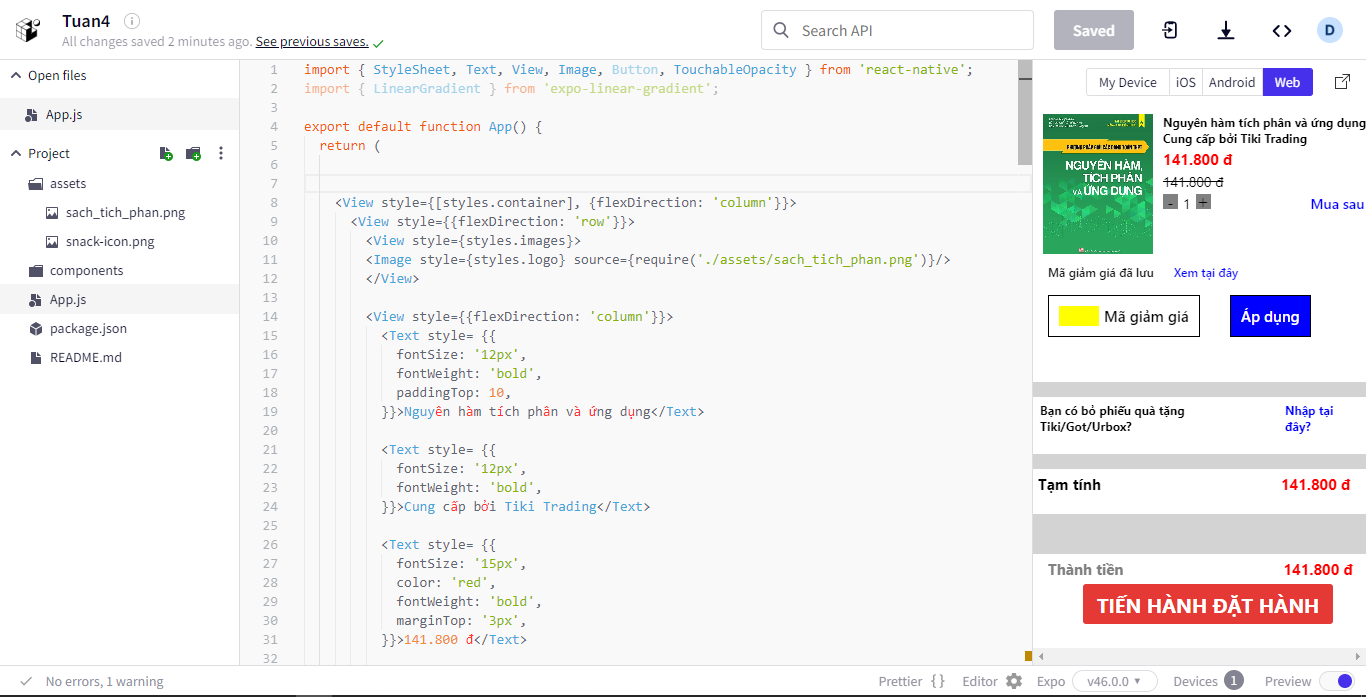 Tuan4
All changes saved 2 minutes ago. See previous saves.
Search API
Saved
D
Open files
App.js
Project
assets
sach_tich_phan.png
snack-icon.png
components
App.js
package.json
README.md
1 import { StyleSheet, Text, View, Image, Button, TouchableOpacity } from 'react-native';
2 import { LinearGradient } from 'expo-linear-gradient';
3
4 export default function App() {
5 return (
6
7
8 <View style={[styles.container], {flexDirection: 'column'}}>
9 <View style={{flexDirection: 'row'}}>
10 <View style={styles.images}>
11 <Image style={styles.logo} source={require('./assets/sach_tich_phan.png')}/>
12 </View>
13
14 <View style={{flexDirection: 'column'}}>
15 <Text style= {{
16 fontSize: '12px',
17 fontWeight: 'bold',
18 paddingTop: 10,
19 }}>Nguyên hàm tích phân và ứng dụng</Text>
20
21 <Text style= {{
22 fontSize: '12px',
23 fontWeight: 'bold',
24 }}>Cung cấp bởi Tiki Trading</Text>
25
26 <Text style= {{
27 fontSize: '15px',
28 color: 'red',
29 fontWeight: 'bold',
30 marginTop: '3px',
31 }}>141.800 đ</Text>
32
My Device
iOS
Android
Web
NGUYÊN HÀM,
TÍCH PHÂN
VÀ ỨNG DỤNG
Nguyên hàm tích phân và ứng dụng
Cung cấp bởi Tiki Trading
141.800 đ
141.800 đ
- 1 +
Mua sau
Mã giảm giá đã lưu
Xem tại đây
Mã giảm giá
Áp dụng
Bạn có bỏ phiếu quà tặng
Tiki/Got/Urbox?
Nhập tại
đây?
Tạm tính
141.800 đ
Thành tiền
141.800 đ
TIẾN HÀNH ĐẶT HÀNH
No errors, 1 warning
Prettier { }
Editor
Expo
v46.0.0
Devices 1
Preview